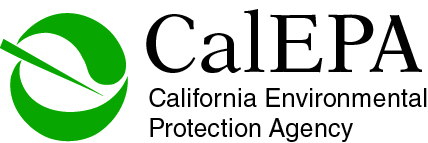 CalEPA
California Environmental
Protection Agency